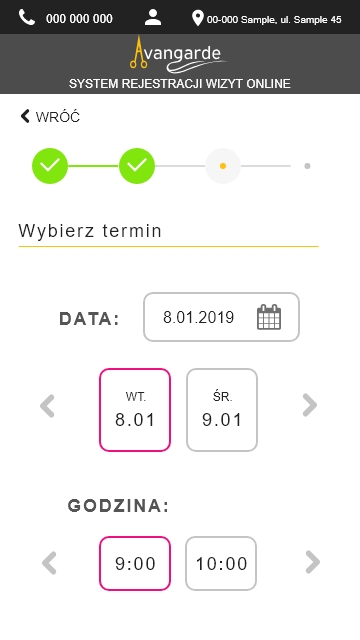 000 000 000 00-000 Sample, ul. Sample 45
Avangarde
SYSTEM REJESTRACJI WIZYT ONLINE
WRÓĆ
Wybierz termin
DATA: 8.01.2019
WT. ŚR.
8.01 9.01
GODZINA:
9:00 10:00